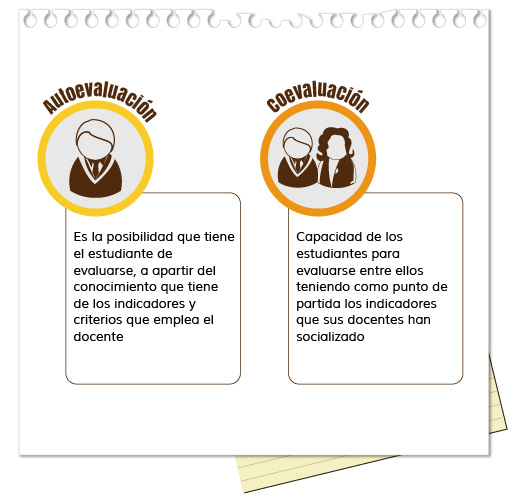 Autoevaluación
Es la posibilidad que tiene
el estudiante de
evaluarse, a apartir del
conocimiento que tiene
de los indicadores y
criterios que emplea el
docente
Coevaluación
Capacidad de los
estudiantes para
evaluarse entre ellos
teniendo como punto de
partida los indicadores
que sus docentes han
socializado